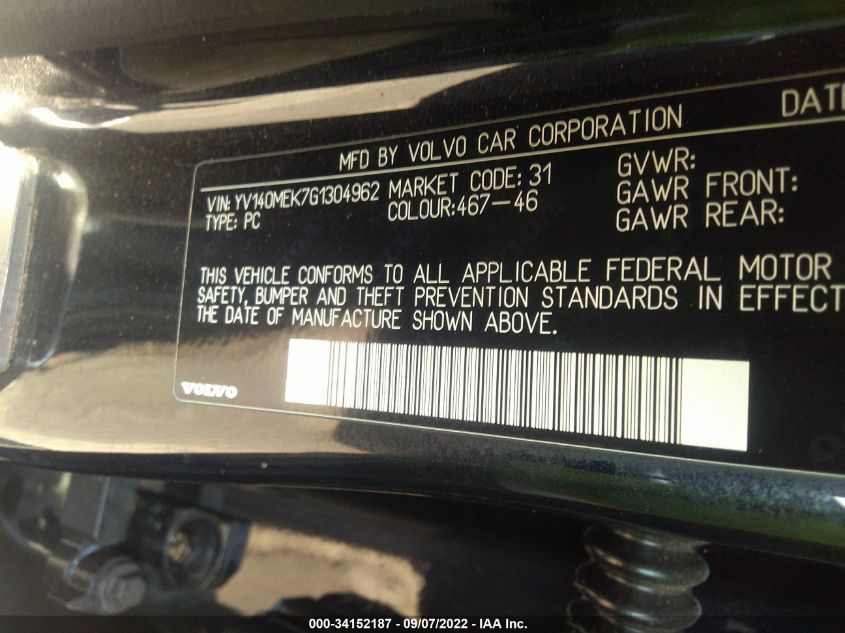 MFD BY VOLVO CAR CORPORATION
VIN: YV140MEK7G1304962 MARKET CODE: 31 GVWR:
TYPE: PC COLOUR:467-46 GAWR FRONT:
GAWR REAR:
THIS VEHICLE CONFORMS TO ALL APPLICABLE FEDERAL MOTOR
SAFETY, BUMPER AND THEFT PREVENTION STANDARDS IN EFFECT
THE DATE OF MANUFACTURE SHOWN ABOVE.
VOLVO
000-34152187 - 09/07/2022 - IAA Inc.